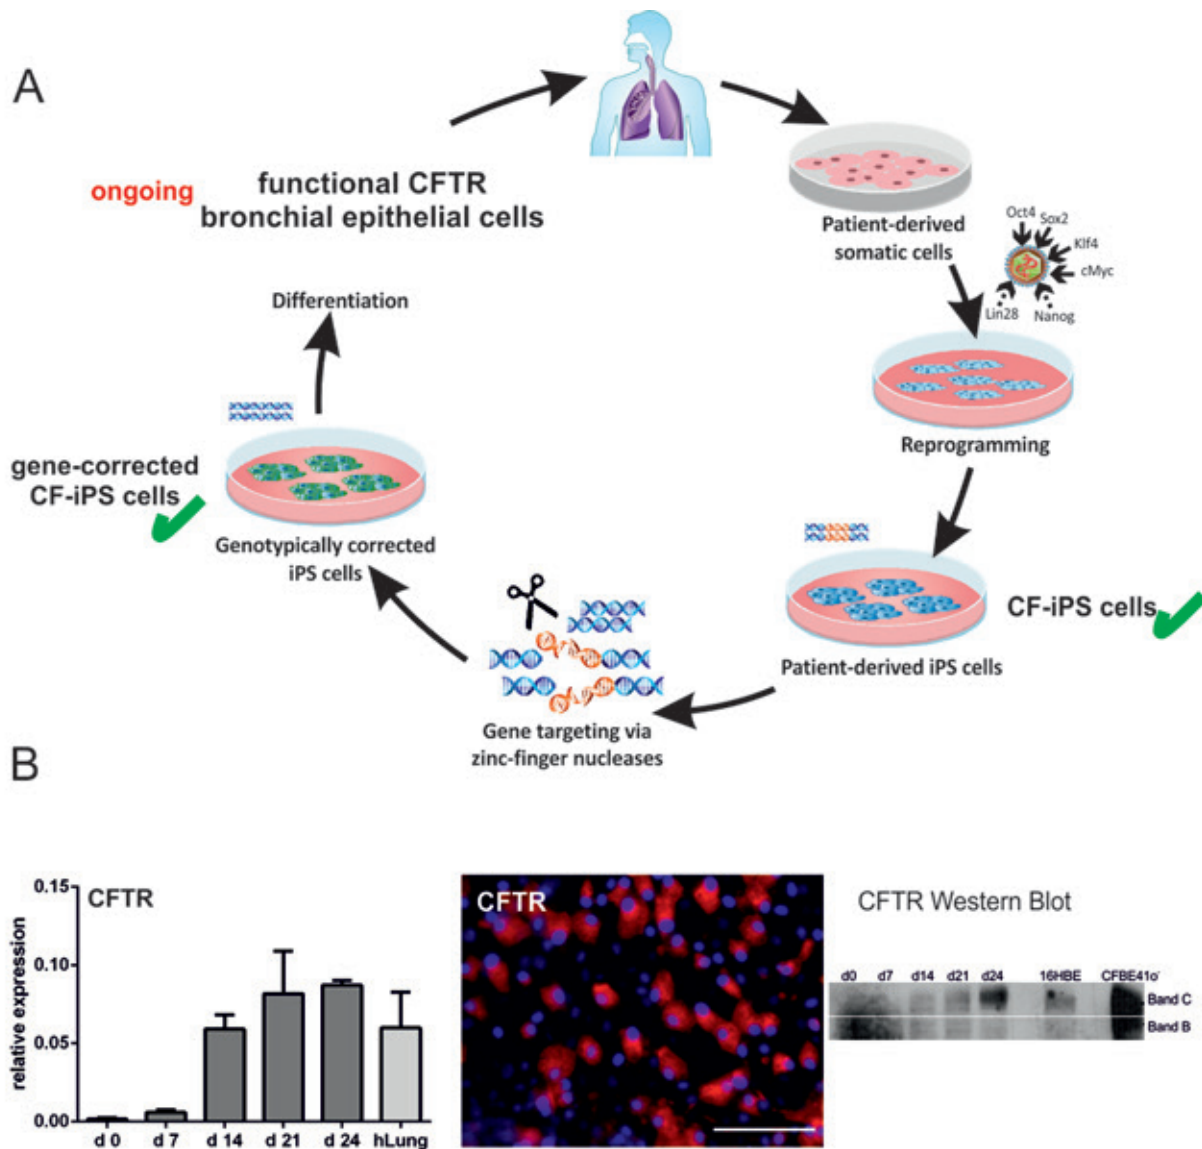 A
ongoing
functional CFTR
bronchial epithelial cells
Patient-derived
somatic cells
Oct4
Sox2
Klf4
cMyc
Lin28
Nanog
Differentiation
Reprogramming
gene-corrected
CF-iPS cells
Genotypically corrected
iPS cells
CF-iPS cells
Patient-derived iPS cells
Gene targeting via
zinc-finger nucleases
B
CFTR
relative expression
0.15
0.10
0.05
0.00
d 0 d 7 d 14 d 21 d 24 hLung
CFTR
CFTR Western Blot
d0 d7 d14 d21 d24 16HBE CFBE41o-
Band C
Band B